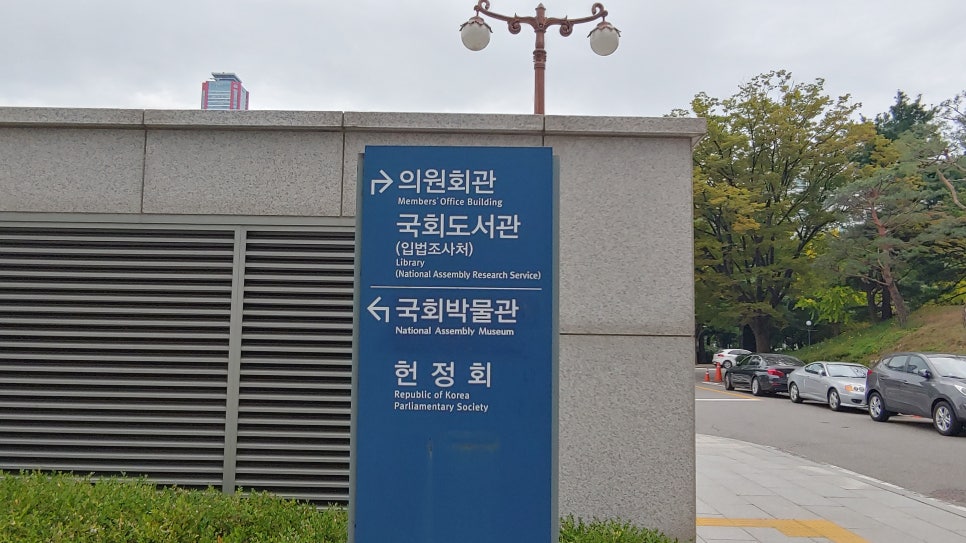 의원회관
Members' Office Building
국회도서관
(입법조사처)
Library
(National Assembly Research Service)
국회박물관
National Assembly Museum
헌정회
Republic of Korea
Parliamentary Society